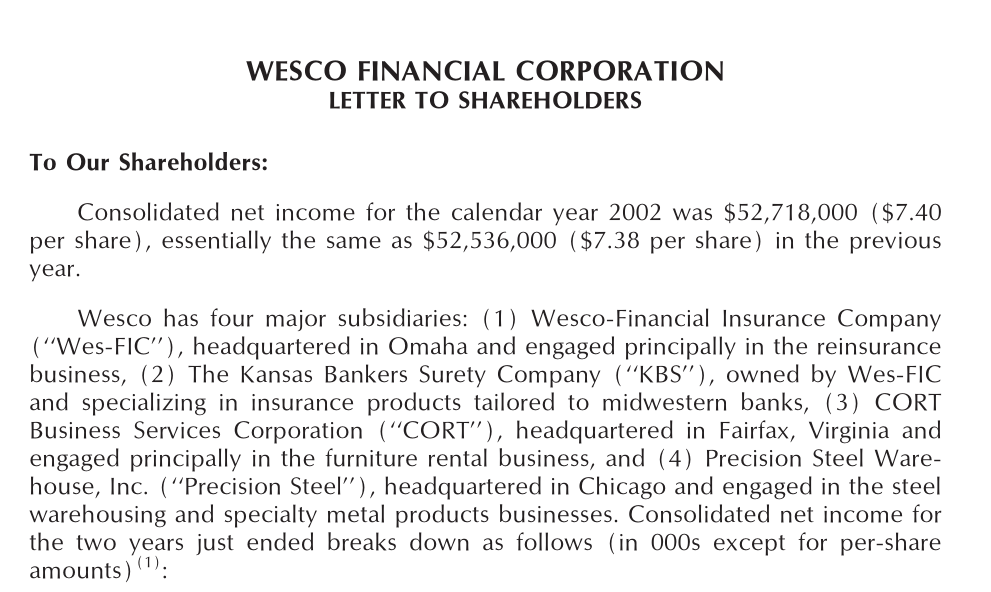 WESCO FINANCIAL CORPORATION
LETTER TO SHAREHOLDERS
To Our Shareholders:
Consolidated net income for the calendar year 2002 was $52,718,000 ($7.40
per share), essentially the same as $52,536,000 ($7.38 per share) in the previous
year.
Wesco has four major subsidiaries: (1) Wesco-Financial Insurance Company
(‘‘Wes-FIC’’), headquartered in Omaha and engaged principally in the reinsurance
business, (2) The Kansas Bankers Surety Company (‘‘KBS’’), owned by Wes-FIC
and specializing in insurance products tailored to midwestern banks, (3) CORT
Business Services Corporation (‘‘CORT’’), headquartered in Fairfax, Virginia and
engaged principally in the furniture rental business, and (4) Precision Steel Ware-
house, Inc. (‘‘Precision Steel’’), headquartered in Chicago and engaged in the steel
warehousing and specialty metal products businesses. Consolidated net income for
the two years just ended breaks down as follows (in 000s except for per-share
amounts)(1):